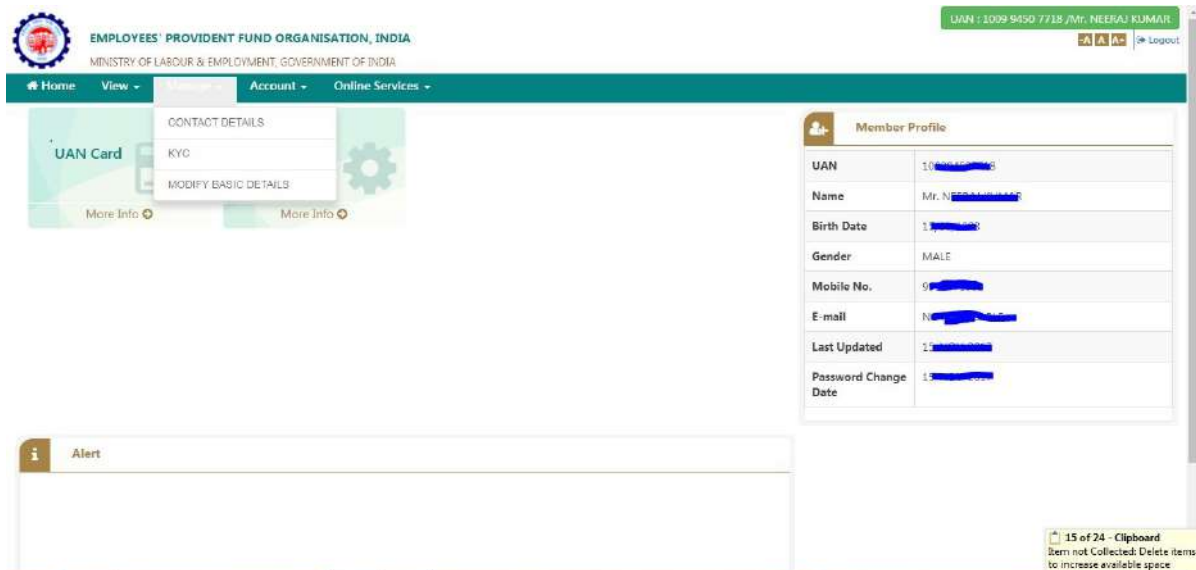 UAN : 1009 9450 7718 /Mr. NEERAJ KUMAR
EMPLOYEES' PROVIDENT FUND ORGANISATION, INDIA
MINISTRY OF LABOUR & EMPLOYMENT, GOVERNMENT OF INDIA
-A A A+ Logout
Home View Account Online Services
CONTACT DETAILS
KYC
MODIFY BASIC DETAILS
UAN Card
More Info
More Info
Member Profile
UAN
Name Mr. N
Birth Date
Gender MALE
Mobile No.
E-mail
Last Updated
Password Change
Date
Alert
15 of 24 - Clipboard
Item not Collected: Delete items
to increase available space